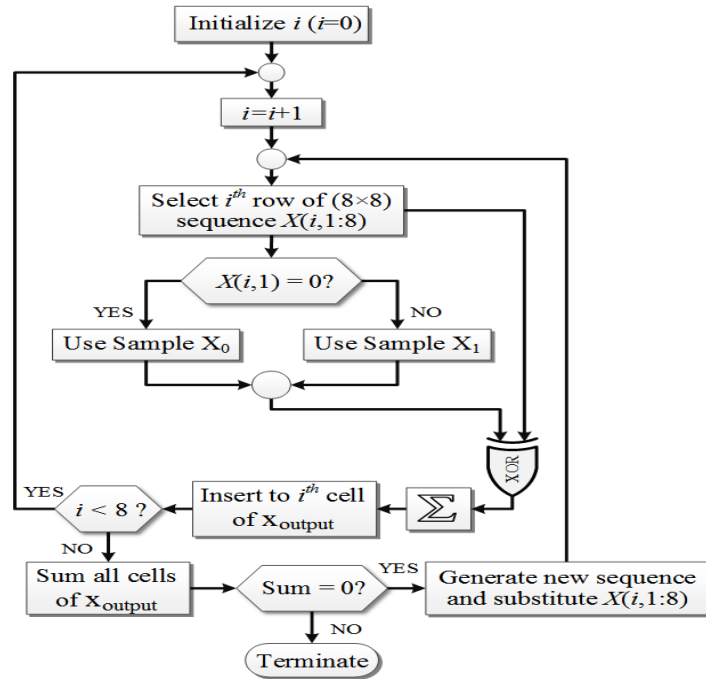 Initialize i (i=0)
i=i+1
Select iᵗʰ row of (8×8)
sequence X(i,1:8)
X(i,1) = 0?
YES
NO
Use Sample X₀
Use Sample X₁
XOR
YES
i < 8 ?
Insert to iᵗʰ cell
of x_output
Σ
NO
Sum all cells
of x_output
Sum = 0?
YES
Generate new sequence
and substitute X(i,1:8)
NO
Terminate